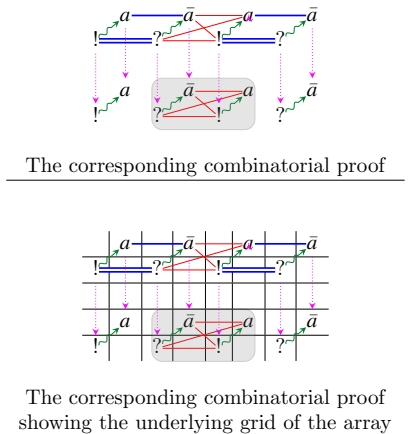 a ā a ā
! ? ! ?
a ā a ā
! ? ! ?
The corresponding combinatorial proof
a ā a ā
! ? ! ?
a ā a ā
! ? ! ?
The corresponding combinatorial proof
showing the underlying grid of the array